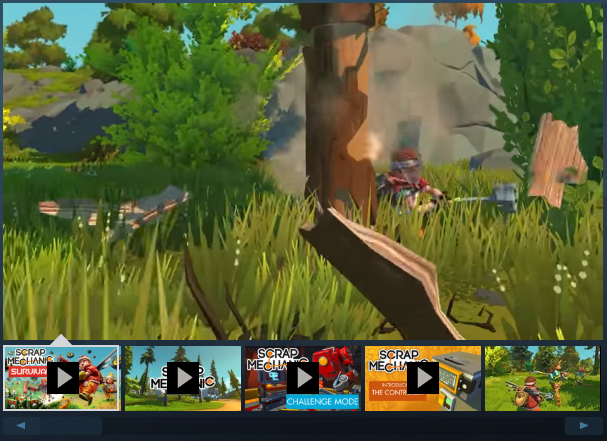 SCRAP
MECHANIC
SURVIVAL
SCRAP
MECHANIC
SCRAP
MECHANIC
CHALLENGE MODE
SCRAP
MECHANIC
THE CONTR